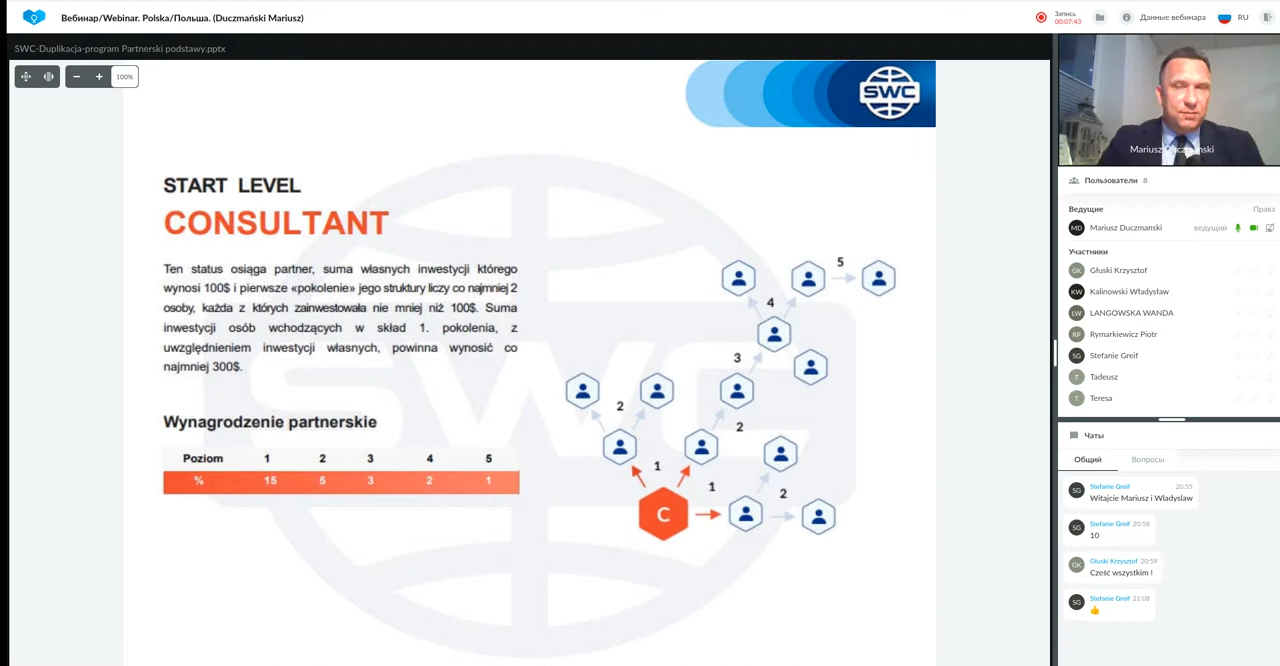 Вебинар/Webinar. Polska/Польша. (Duczmański Mariusz)
Запись
00:07:43
Данные вебинара
RU
SWC-Duplikacja-program Partnerski podstawy.pptx
100%
SWC
START LEVEL
CONSULTANT
Ten status osiąga partner, suma własnych inwestycji którego
wynosi 100$ i pierwsze «pokolenie» jego struktury liczy co najmniej 2
osoby, każda z których zainwestowała nie mniej niż 100$. Suma
inwestycji osób wchodzących w skład 1. pokolenia, z
uwzględnieniem inwestycji własnych, powinna wynosić co
najmniej 300$.
Wynagrodzenie partnerskie
Poziom 1 2 3 4 5
% 15 5 3 2 1
5
4
3
2
2
1
1
2
C
SWC
Mariusz Duczmanski
Пользователи 8
Ведущие Права
MD Mariusz Duczmanski ведущий
Участники
GK Głuski Krzysztof
KW Kalinowski Władysław
LW LANGOWSKA WANDA
RP Rymarkiewicz Piotr
SG Stefanie Greif
T Tadeusz
T Teresa
Чаты
Общий Вопросы
SG Stefanie Greif 20:55
Witajcie Mariusz i Wladyslaw
SG Stefanie Greif 20:58
10
GK Głuski Krzysztof 20:59
Cześć wszystkim !
SG Stefanie Greif 21:08
👍